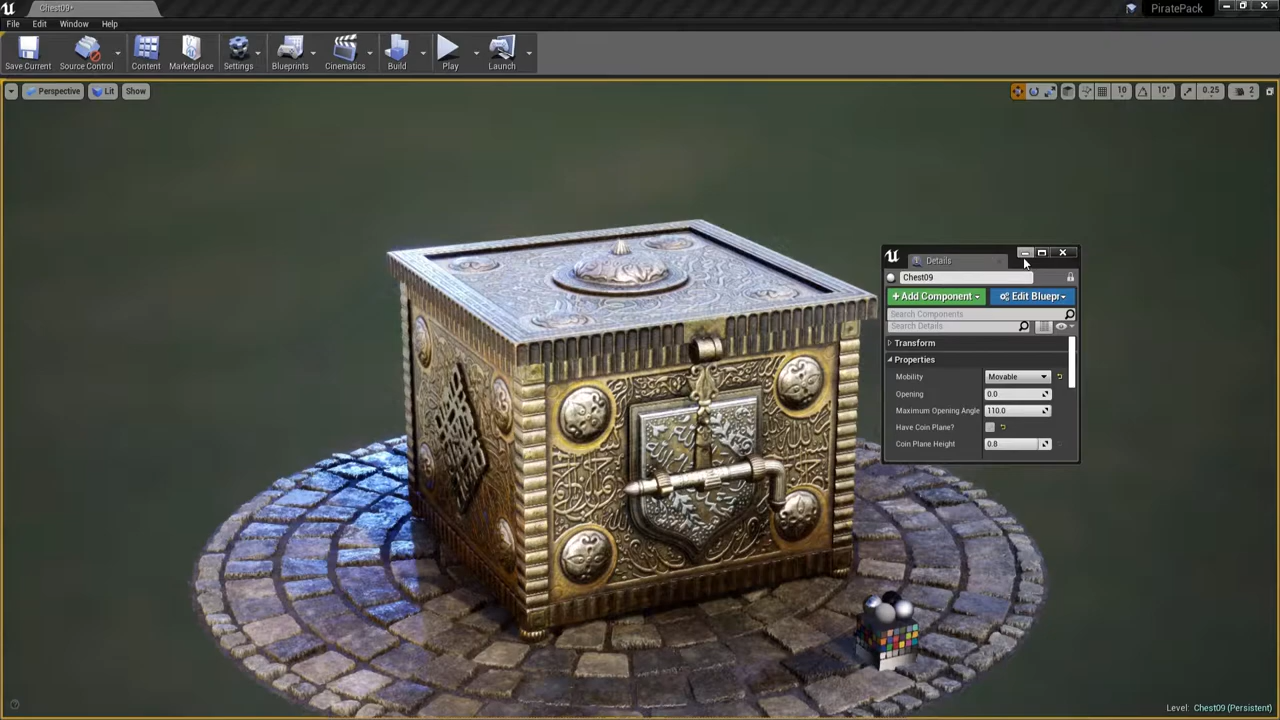 Chest09*
PiratePack
File Edit Window Help
Save Current Source Control Content Marketplace Settings Blueprints Cinematics Build Play Launch
Perspective Lit Show 10 10° 0.25 2
Details
Chest09
+Add Component Edit Bluepr
Search Components
Search Details
Transform
Properties
Mobility Movable
Opening 0.0
Maximum Opening Angle 110.0
Have Coin Plane?
Coin Plane Height 0.8
Level: Chest09 (Persistent)